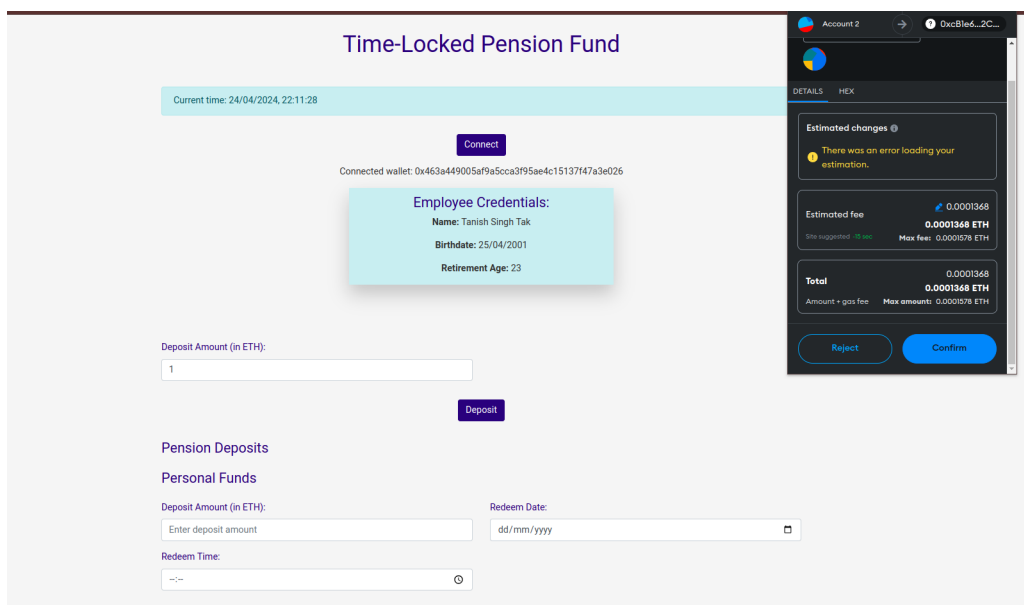 Time-Locked Pension Fund
Current time: 24/04/2024, 22:11:28
Connect
Connected wallet: 0x463a449005af9a5cca3f95ae4c15137f47a3e026
Employee Credentials:
Name: Tanish Singh Tak
Birthdate: 25/04/2001
Retirement Age: 23
Deposit Amount (in ETH):
1
Deposit
Pension Deposits
Personal Funds
Deposit Amount (in ETH):
Enter deposit amount
Redeem Date:
dd/mm/yyyy
Redeem Time:
--:--
Account 2
0xcB1e6...2C...
DETAILS HEX
Estimated changes
There was an error loading your
estimation.
Estimated fee
0.0001368
0.0001368 ETH
Site suggested ~15 sec
Max fee: 0.0001578 ETH
Total
0.0001368
0.0001368 ETH
Amount + gas fee
Max amount: 0.0001578 ETH
Reject
Confirm